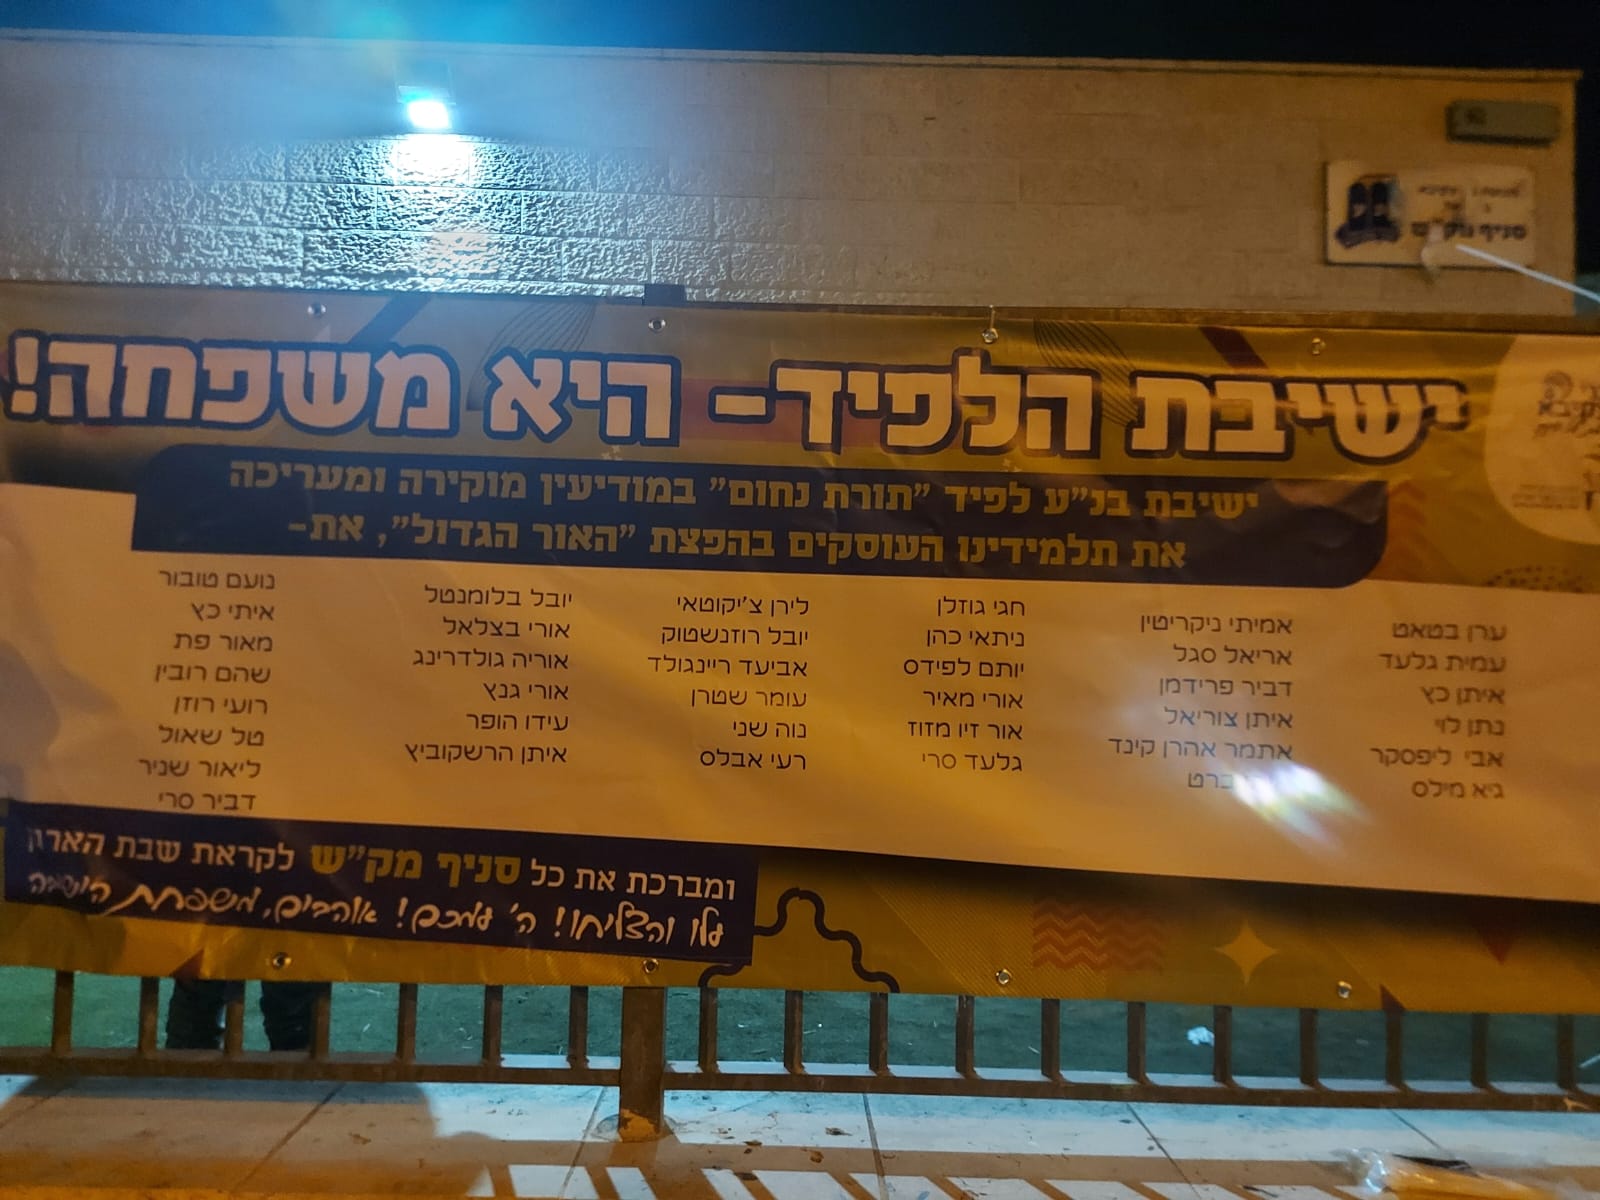 סניף מק"ש
ישיבת הלפיד- היא משפחה!
ישיבת בנ"ע לפיד "תורת נחום" במודיעין מוקירה ומעריכה
את תלמידינו העוסקים בהפצת "האור הגדול", את-
ערן בטאט
עמית גלעד
איתן כץ
נתן לוי
אבי ליפסקר
גיא מילס
אמיתי ניקריטין
אריאל סגל
דביר פרידמן
איתן צוריאל
אתמר אהרן קינד
ברט
חגי גוזלן
ניתאי כהן
יותם לפידס
אורי מאיר
אור זיו מזוז
גלעד סרי
לירן צ'יקוטאי
יובל רוזנשטוק
אביעד ריינגולד
עומר שטרן
נוה שני
רעי אבלס
יובל בלומנטל
אורי בצלאל
אוריה גולדרינג
אורי גנץ
עידו הופר
איתן הרשקוביץ
נועם טובור
איתי כץ
מאור פת
שהם רובין
רועי רוזן
טל שאול
ליאור שניר
דביר סרי
ומברכת את כל סניף מק"ש לקראת שבת הארגון
עלו והצליחו! ה' עמכם! אוהבים, משפחת הישיבה